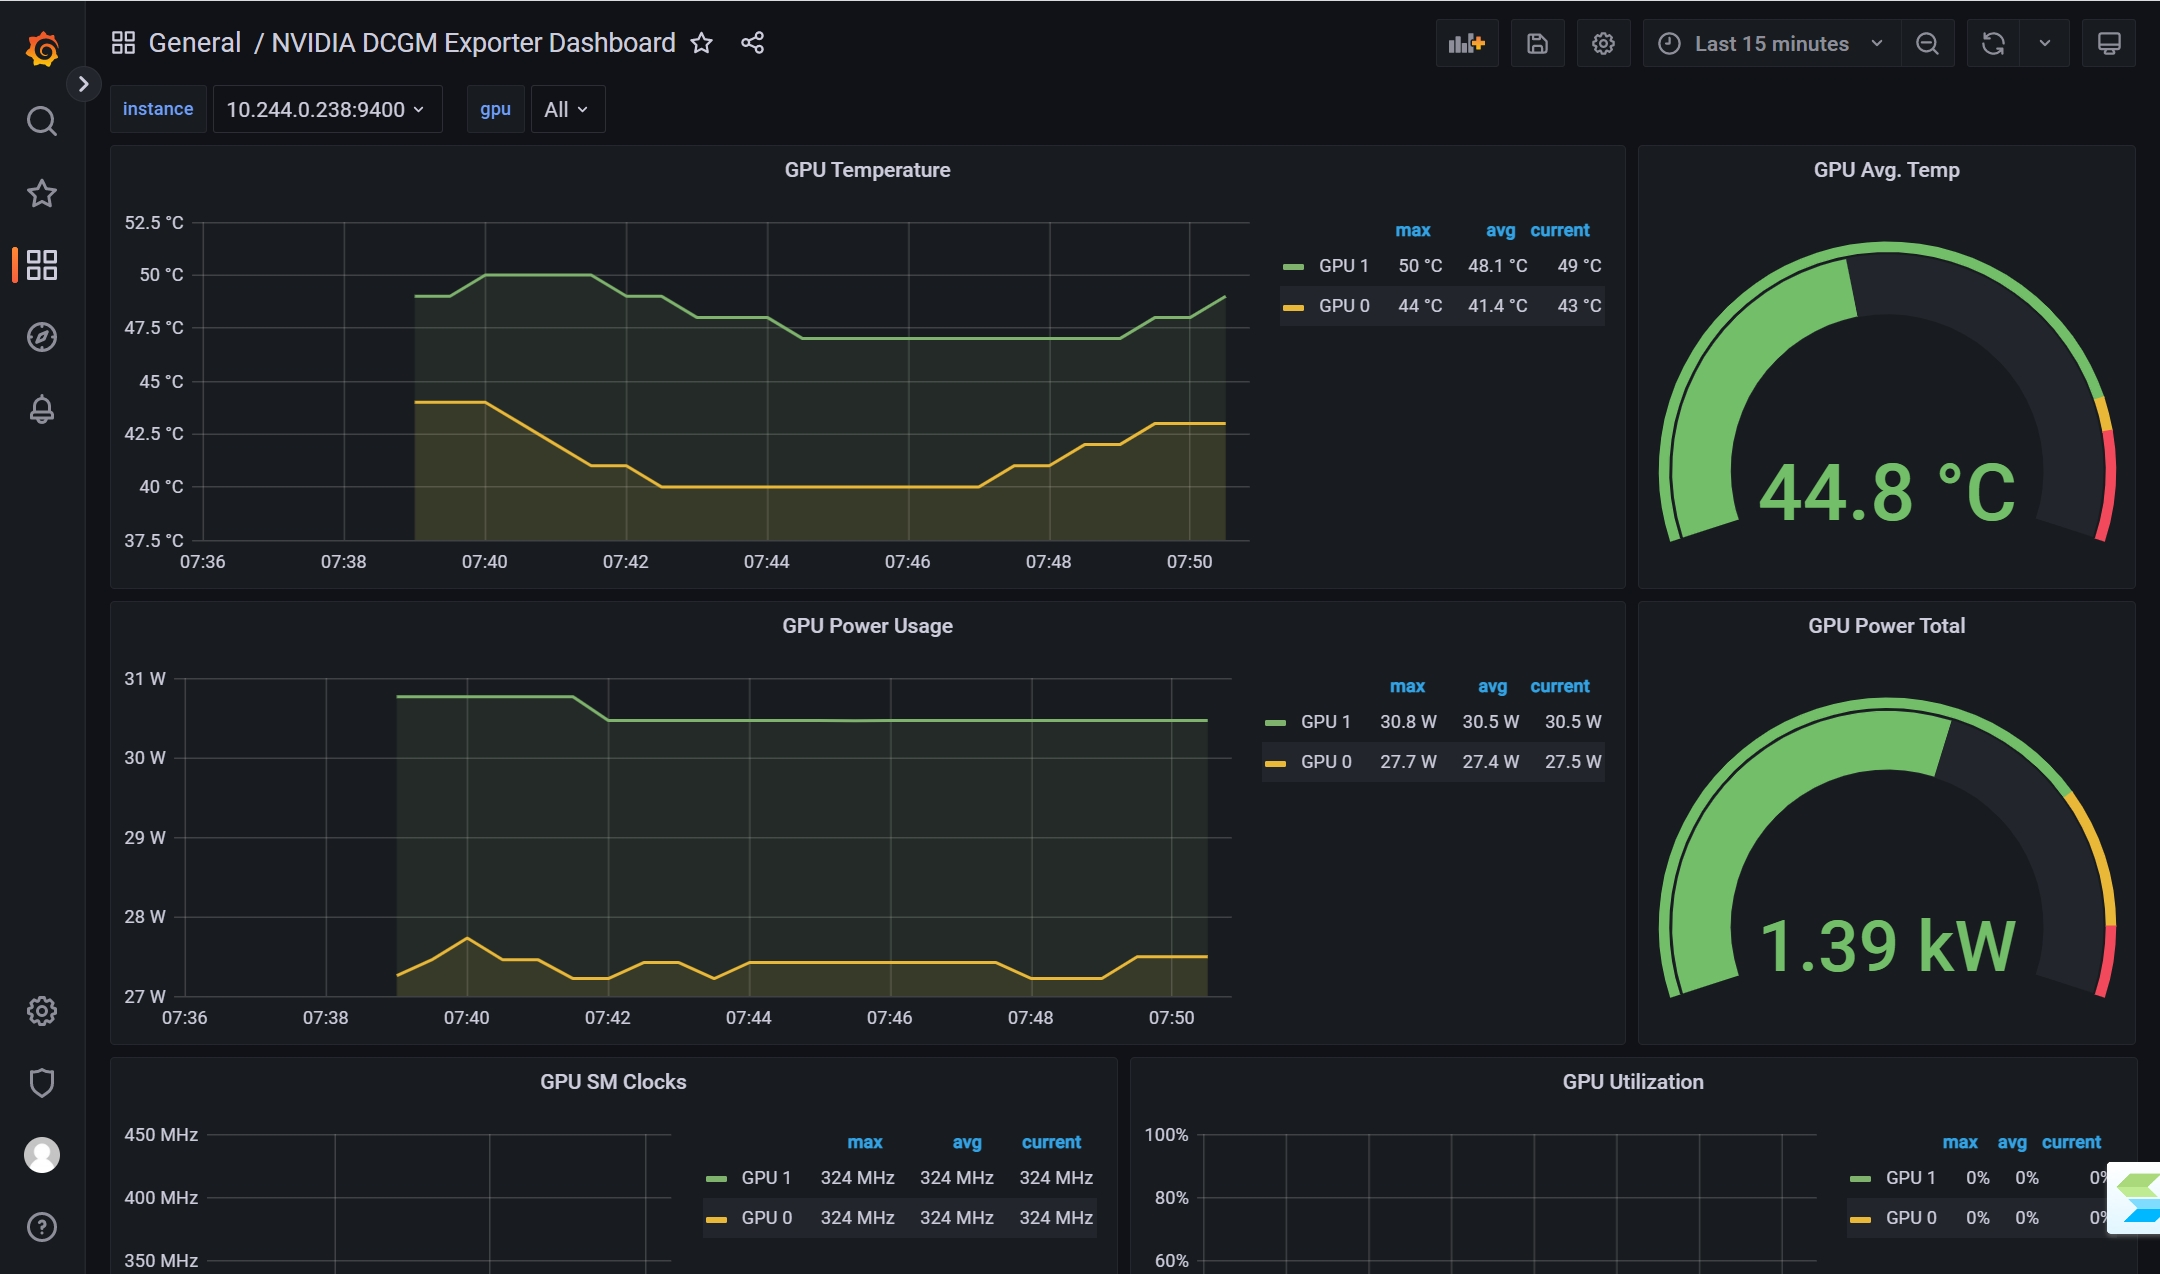 General / NVIDIA DCGM Exporter Dashboard
Last 15 minutes
instance 10.244.0.238:9400 gpu All
GPU Temperature
52.5 °C
50 °C
47.5 °C
45 °C
42.5 °C
40 °C
37.5 °C
07:36 07:38 07:40 07:42 07:44 07:46 07:48 07:50
max avg current
GPU 1 50 °C 48.1 °C 49 °C
GPU 0 44 °C 41.4 °C 43 °C
GPU Avg. Temp
44.8 °C
GPU Power Usage
31 W
30 W
29 W
28 W
27 W
07:36 07:38 07:40 07:42 07:44 07:46 07:48 07:50
max avg current
GPU 1 30.8 W 30.5 W 30.5 W
GPU 0 27.7 W 27.4 W 27.5 W
GPU Power Total
1.39 kW
GPU SM Clocks
450 MHz
400 MHz
350 MHz
max avg current
GPU 1 324 MHz 324 MHz 324 MHz
GPU 0 324 MHz 324 MHz 324 MHz
GPU Utilization
100%
80%
60%
max avg current
GPU 1 0% 0% 0%
GPU 0 0% 0% 0%